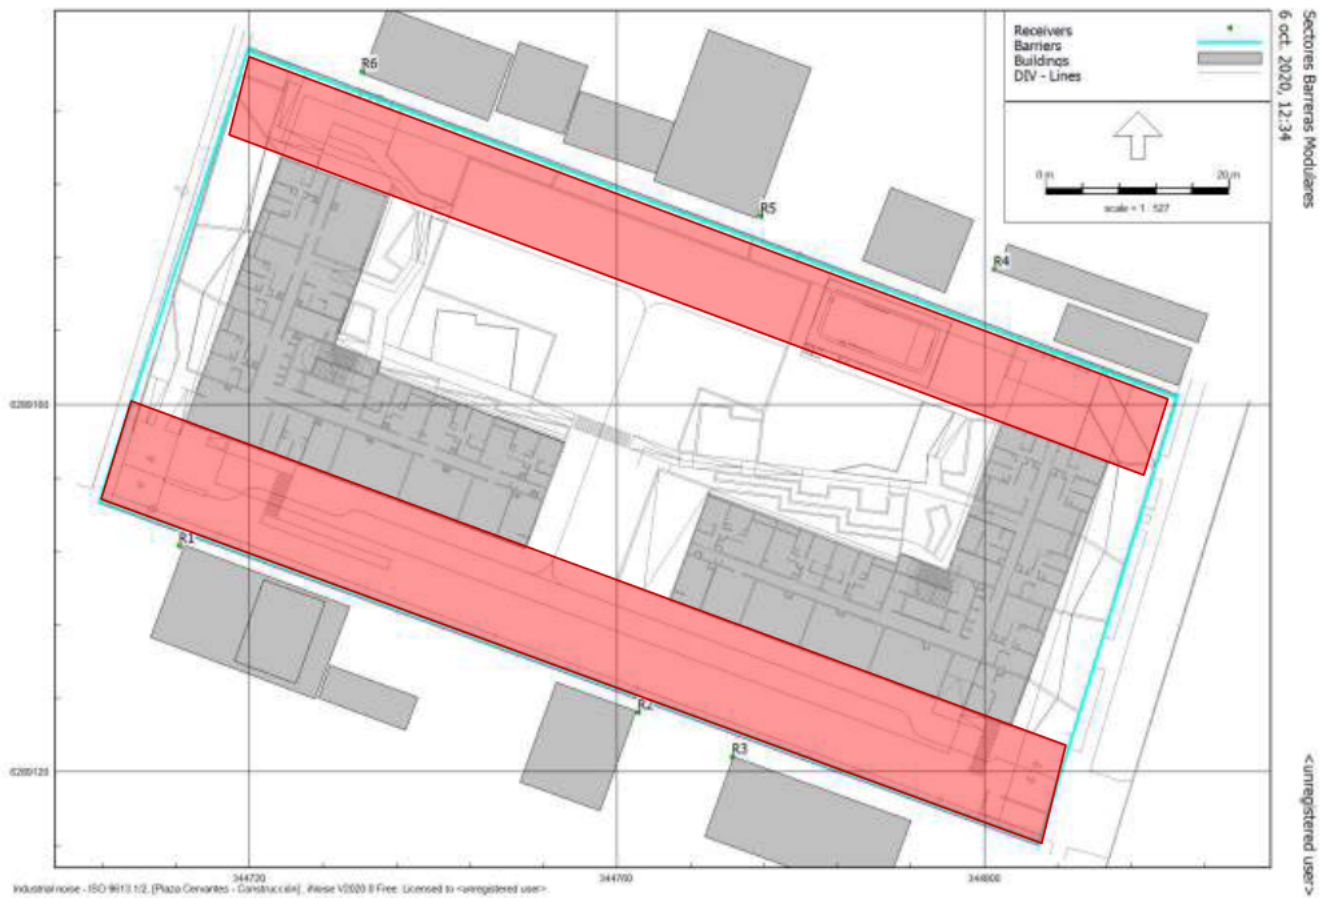 Sectores Barreras Modulares
6 oct. 2020, 12:34
Receivers
Barriers
Buildings
DIV - Lines
0 m
20 m
scale = 1 : 527
R6
R5
R4
R1
R2
R3
344720
344800
Industrial noise - ISO 9613.1/2, [Plaza Cervantes - Construcción], iNoise V2020.0 Free. Licensed to <unregistered user>
<unregistered user>